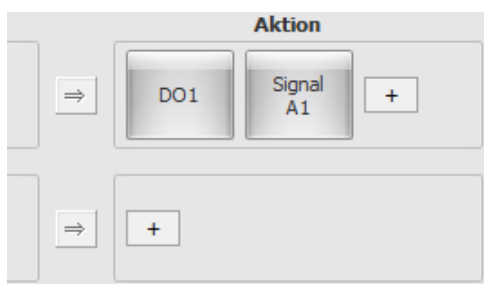 Aktion
⇒
DO1
Signal
A1
+
⇒
+